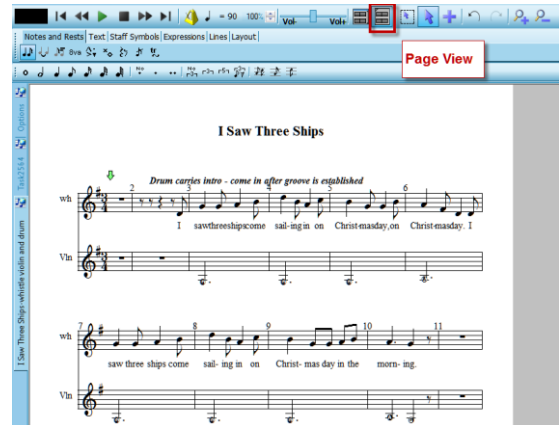 = 90 100% Vol- Vol+
Notes and Rests Text Staff Symbols Expressions Lines Layout
Page View
8va
Options
Task2564
I Saw Three Ships-whistle violin and drum
I Saw Three Ships
Drum carries intro - come in after groove is established
2 3 4 5 6
wh
I sawthreeshipscome sail-ing in on Christ-masday,on Christ-masday. I
Vln
7 8 9 10 11
wh
saw three ships come sail- ing in on Christ- mas day in the morn- ing.
Vln